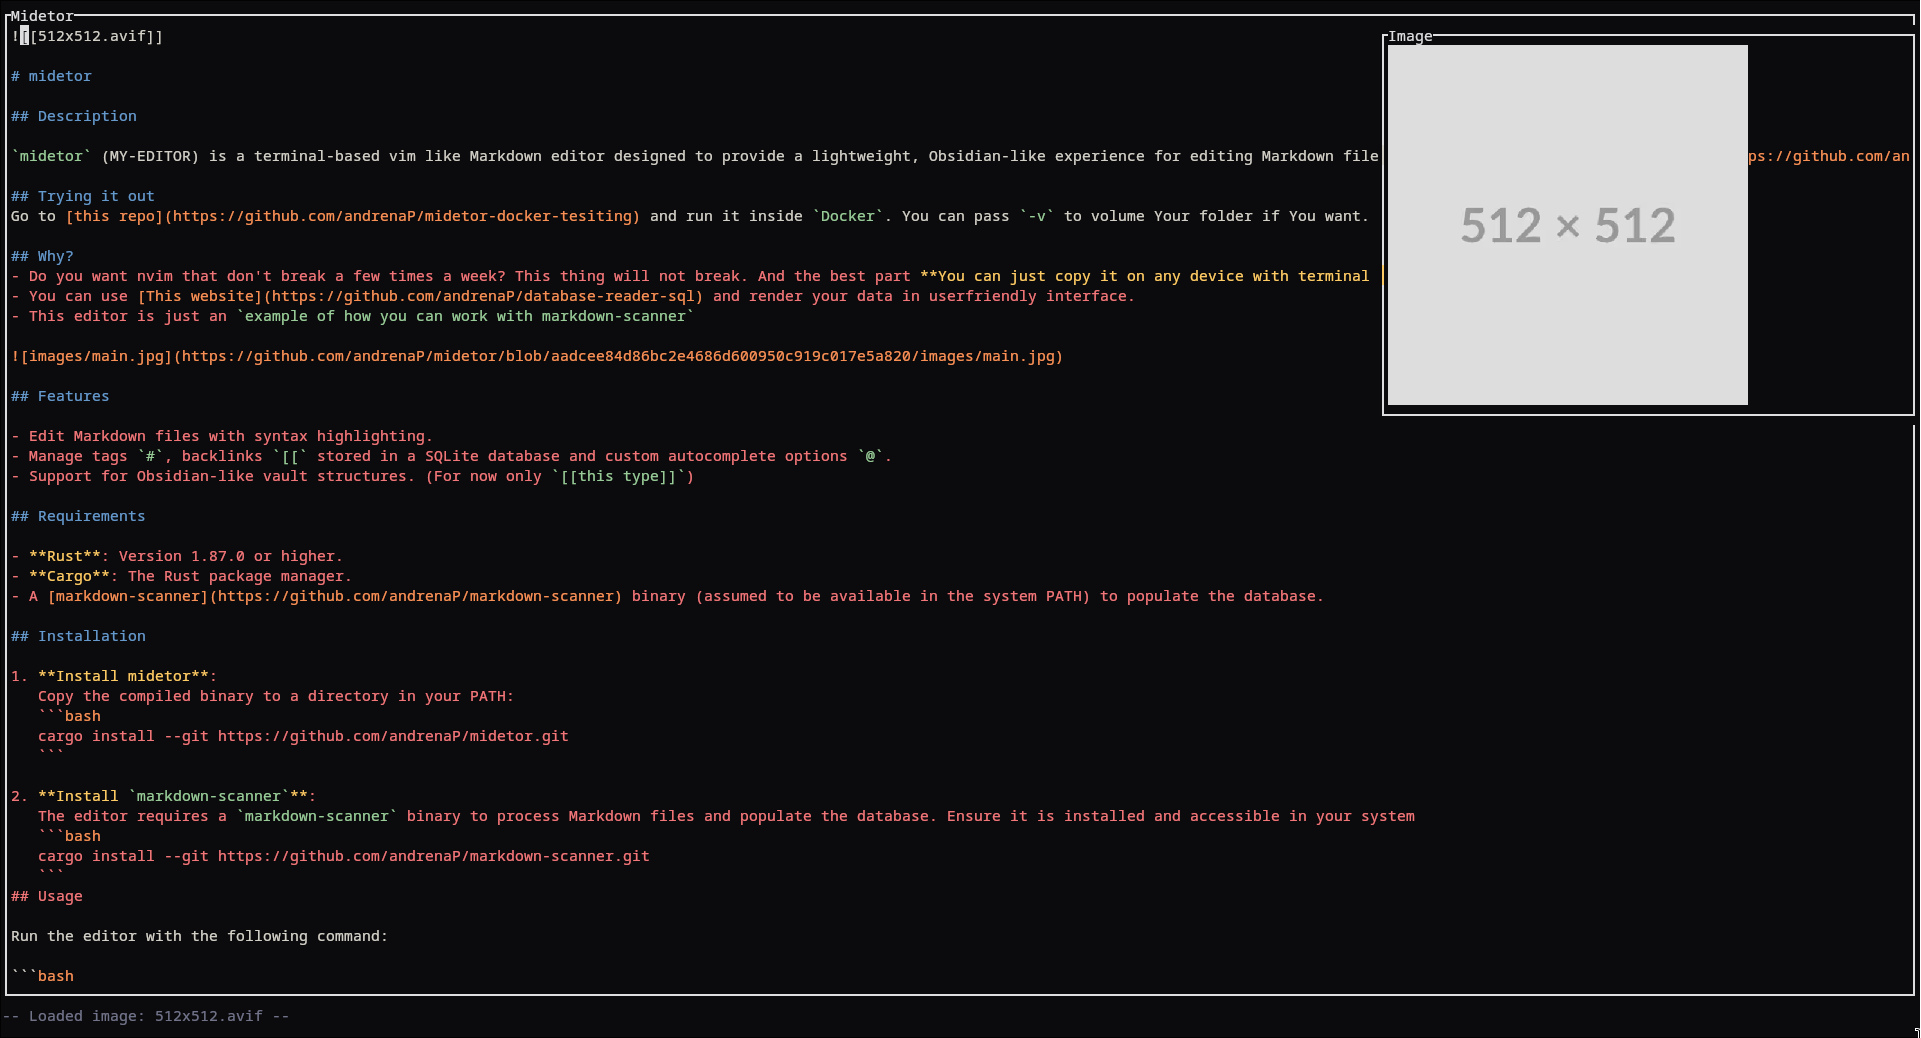 Midetor
![[512x512.avif]]
Image
# midetor
## Description
`midetor` (MY-EDITOR) is a terminal-based vim like Markdown editor designed to provide a lightweight, Obsidian-like experience for editing Markdown file
ps://github.com/an
512 × 512
## Trying it out
Go to [this repo](https://github.com/andrenaP/midetor-docker-tesiting) and run it inside `Docker`. You can pass `-v` to volume Your folder if You want.
## Why?
- Do you want nvim that don't break a few times a week? This thing will not break. And the best part **You can just copy it on any device with terminal
- You can use [This website](https://github.com/andrenaP/database-reader-sql) and render your data in userfriendly interface.
- This editor is just an `example of how you can work with markdown-scanner`
![images/main.jpg](https://github.com/andrenaP/midetor/blob/aadcee84d86bc2e4686d600950c919c017e5a820/images/main.jpg)
## Features
- Edit Markdown files with syntax highlighting.
- Manage tags `#`, backlinks `[[` stored in a SQLite database and custom autocomplete options `@`.
- Support for Obsidian-like vault structures. (For now only `[[this type]]`)
## Requirements
- **Rust**: Version 1.87.0 or higher.
- **Cargo**: The Rust package manager.
- A [markdown-scanner](https://github.com/andrenaP/markdown-scanner) binary (assumed to be available in the system PATH) to populate the database.
## Installation
1. **Install midetor**:
   Copy the compiled binary to a directory in your PATH:
   ```bash
   cargo install --git https://github.com/andrenaP/midetor.git
   ```
2. **Install `markdown-scanner`**:
   The editor requires a `markdown-scanner` binary to process Markdown files and populate the database. Ensure it is installed and accessible in your system
   ```bash
   cargo install --git https://github.com/andrenaP/markdown-scanner.git
   ```
## Usage
Run the editor with the following command:
```bash
-- Loaded image: 512x512.avif --